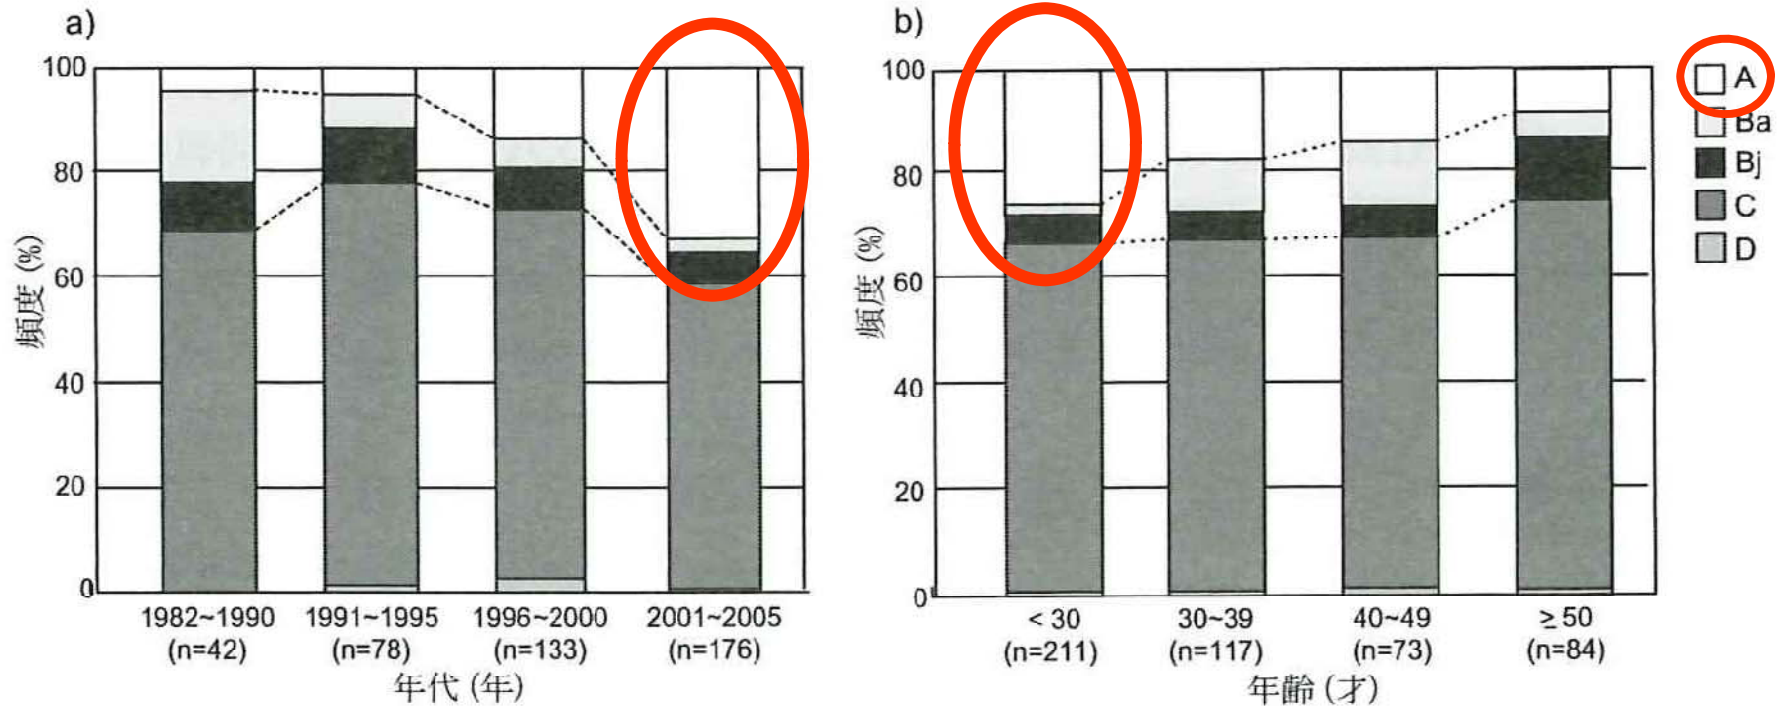 a)
100
80
60
40
20
0
頻度 (%)
1982~1990 1991~1995 1996~2000 2001~2005
(n=42) (n=78) (n=133) (n=176)
年代 (年)
b)
100
80
60
40
20
0
頻度 (%)
< 30 30~39 40~49 ≥ 50
(n=211) (n=117) (n=73) (n=84)
年齢 (才)
A
Ba
Bj
C
D